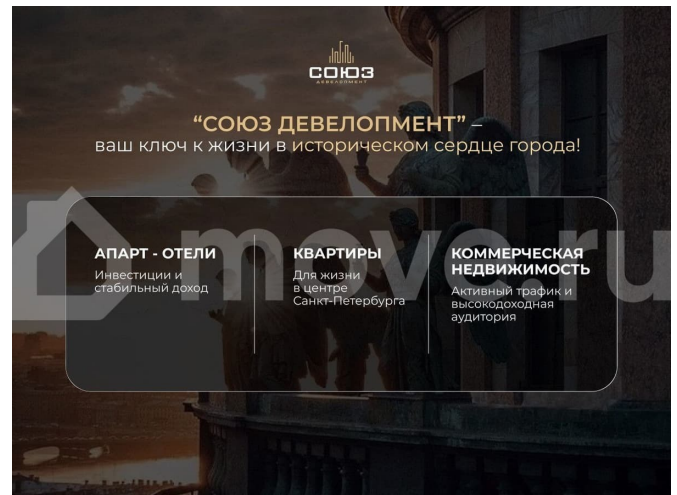 СОЮЗ
ДЕВЕЛОПМЕНТ
“СОЮЗ ДЕВЕЛОПМЕНТ” –
ваш ключ к жизни в историческом сердце города!
move.ru
АПАРТ - ОТЕЛИ
Инвестиции и
стабильный доход
КВАРТИРЫ
Для жизни
в центре
Санкт-Петербурга
КОММЕРЧЕСКАЯ
НЕДВИЖИМОСТЬ
Активный трафик и
высокодоходная
аудитория